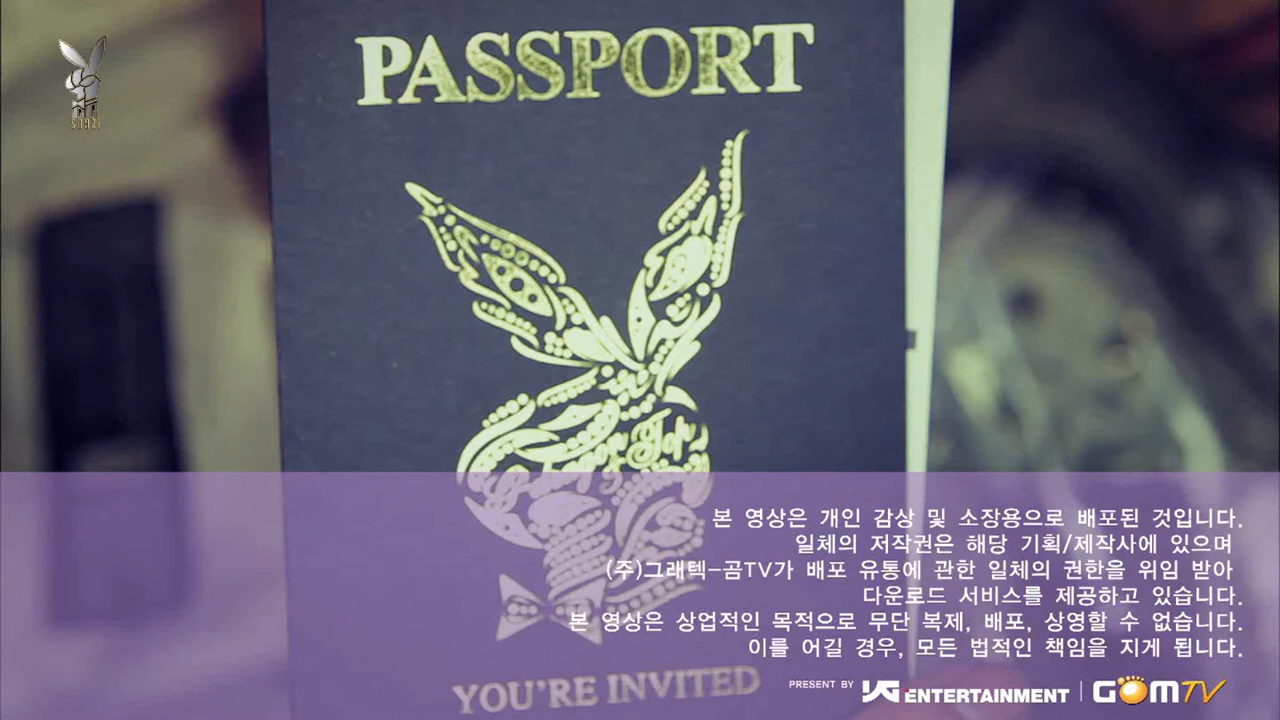 PASSPORT
본 영상은 개인 감상 및 소장용으로 배포된 것입니다.
일체의 저작권은 해당 기획/제작사에 있으며
(주)그래텍-곰TV가 배포 유통에 관한 일체의 권한을 위임 받아
다운로드 서비스를 제공하고 있습니다.
본 영상은 상업적인 목적으로 무단 복제, 배포, 상영할 수 없습니다.
이를 어길 경우, 모든 법적인 책임을 지게 됩니다.
YOU'RE INVITED
PRESENT BY YG ENTERTAINMENT | GOMTV